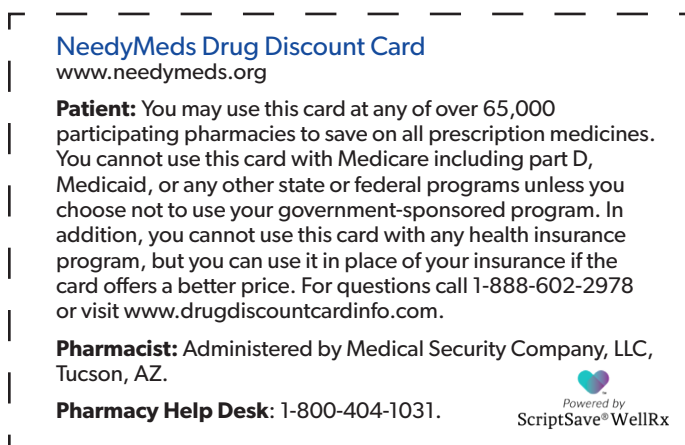 NeedyMeds Drug Discount Card
www.needymeds.org
Patient: You may use this card at any of over 65,000
participating pharmacies to save on all prescription medicines.
You cannot use this card with Medicare including part D,
Medicaid, or any other state or federal programs unless you
choose not to use your government-sponsored program. In
addition, you cannot use this card with any health insurance
program, but you can use it in place of your insurance if the
card offers a better price. For questions call 1-888-602-2978
or visit www.drugdiscountcardinfo.com.
Pharmacist: Administered by Medical Security Company, LLC,
Tucson, AZ.
Pharmacy Help Desk: 1-800-404-1031.
Powered by
ScriptSave® WellRx